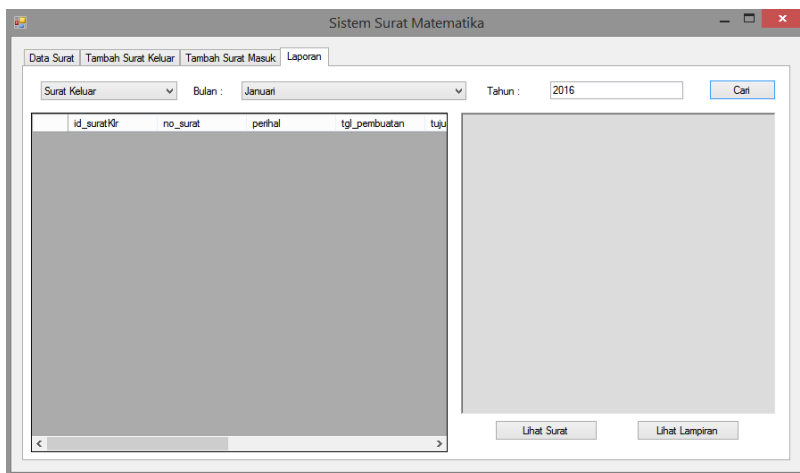 Sistem Surat Matematika
Data Surat Tambah Surat Keluar Tambah Surat Masuk Laporan
Surat Keluar Bulan : Januari Tahun : 2016 Cari
id_suratKlr no_surat perihal tgl_pembuatan tuju
Lihat Surat Lihat Lampiran